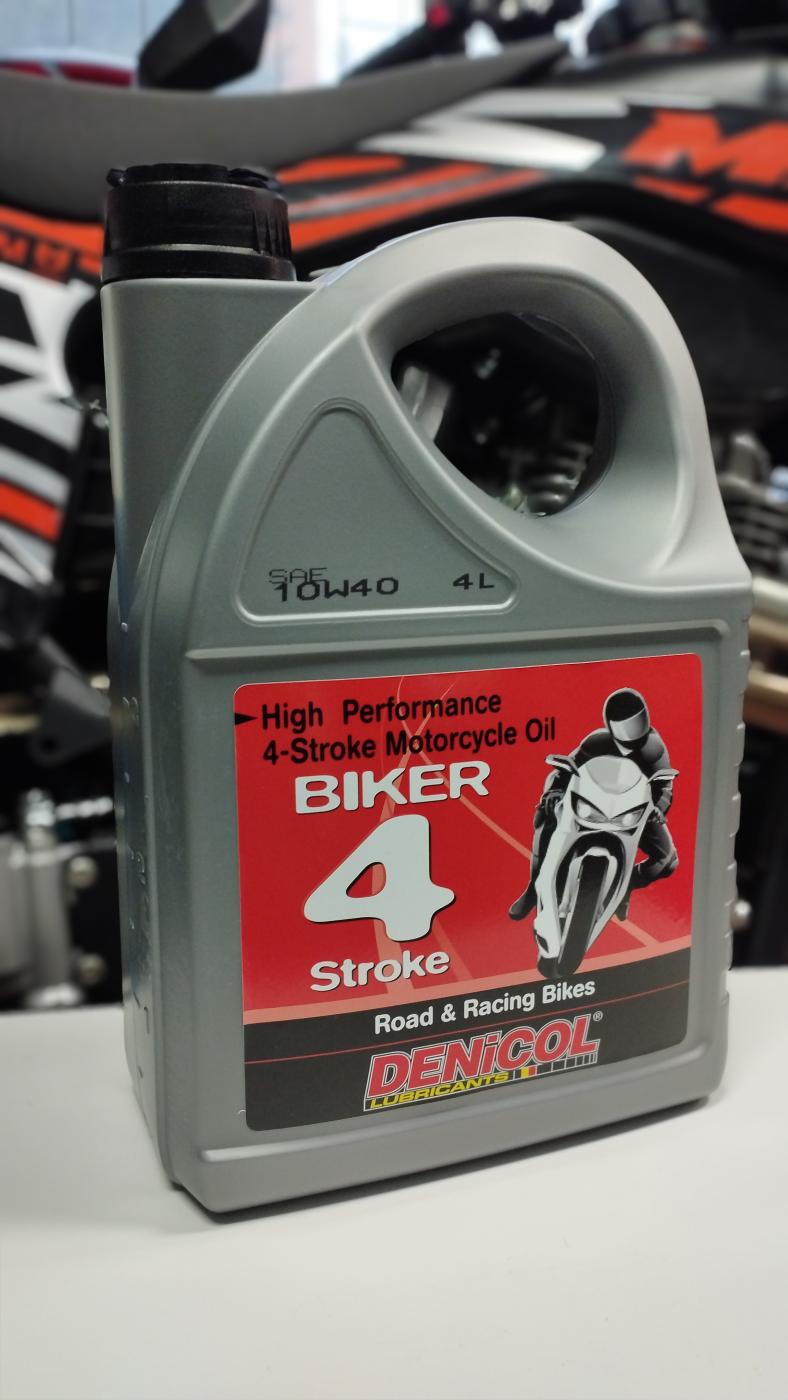 SAE
10W40 4L
High Performance
4-Stroke Motorcycle Oil
BIKER
4
Stroke
Road & Racing Bikes
DENiCOL®
LUBRICANTS